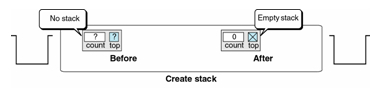 No stack
Empty stack
? ?
count top
0
count top
Before
After
Create stack